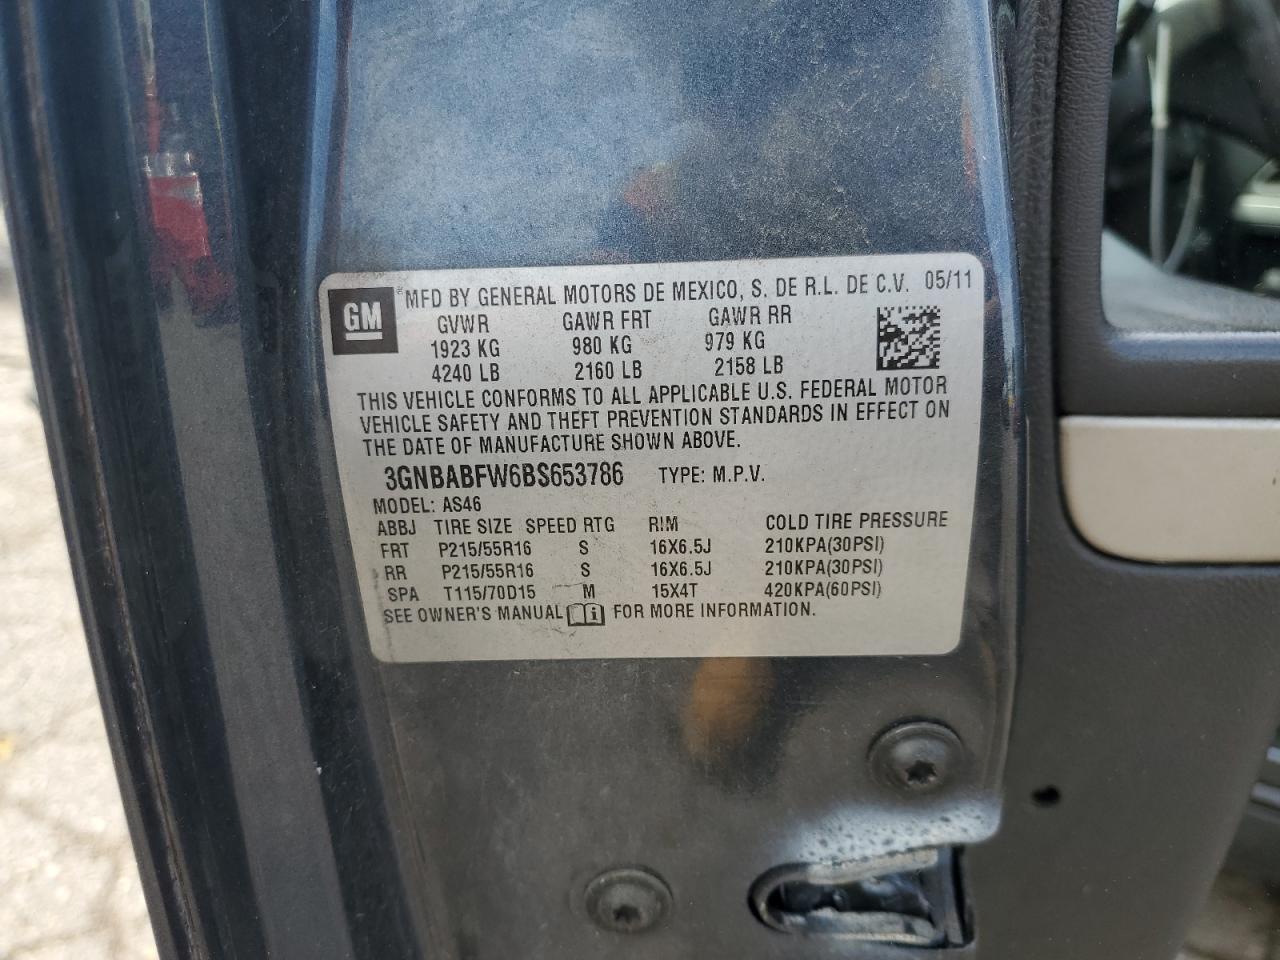 GM MFD BY GENERAL MOTORS DE MEXICO, S. DE R.L. DE C.V. 05/11
GVWR GAWR FRT GAWR RR
1923 KG 980 KG 979 KG
4240 LB 2160 LB 2158 LB
THIS VEHICLE CONFORMS TO ALL APPLICABLE U.S. FEDERAL MOTOR
VEHICLE SAFETY AND THEFT PREVENTION STANDARDS IN EFFECT ON
THE DATE OF MANUFACTURE SHOWN ABOVE.
3GNBABFW6BS653786 TYPE: M.P.V.
MODEL: AS46
ABBJ TIRE SIZE SPEED RTG RIM COLD TIRE PRESSURE
FRT P215/55R16 S 16X6.5J 210KPA(30PSI)
RR P215/55R16 S 16X6.5J 210KPA(30PSI)
SPA T115/70D15 M 15X4T 420KPA(60PSI)
SEE OWNER'S MANUAL i FOR MORE INFORMATION.